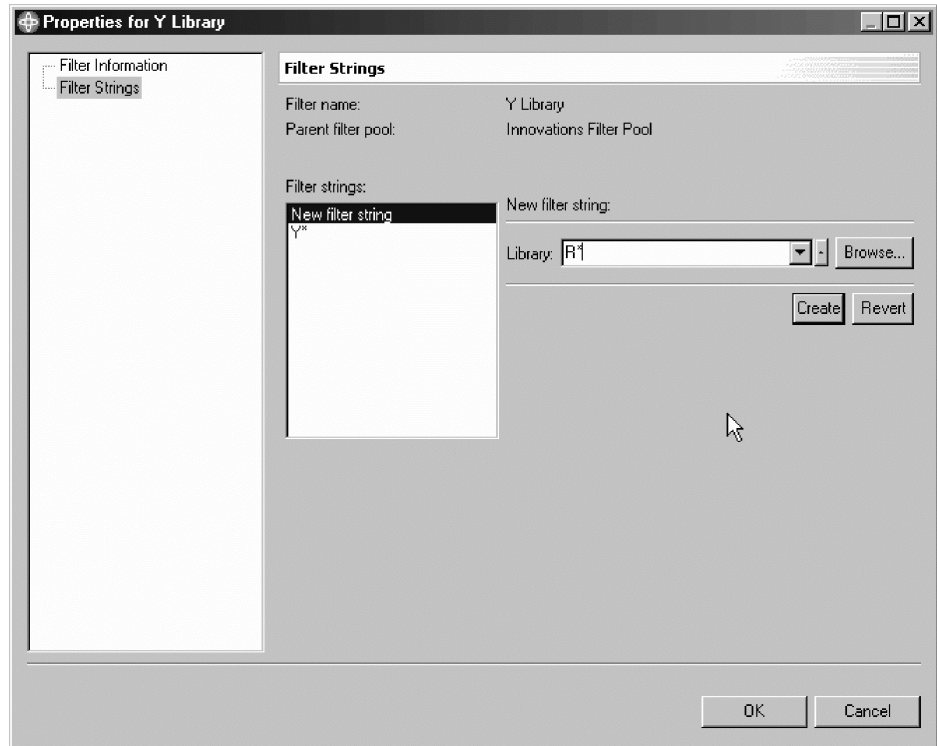 Properties for Y Library
Filter Information
Filter Strings
Filter Strings
Filter name: Y Library
Parent filter pool: Innovations Filter Pool
Filter strings:
New filter string
Y*
New filter string:
Library: R*
Browse...
Create Revert
OK Cancel